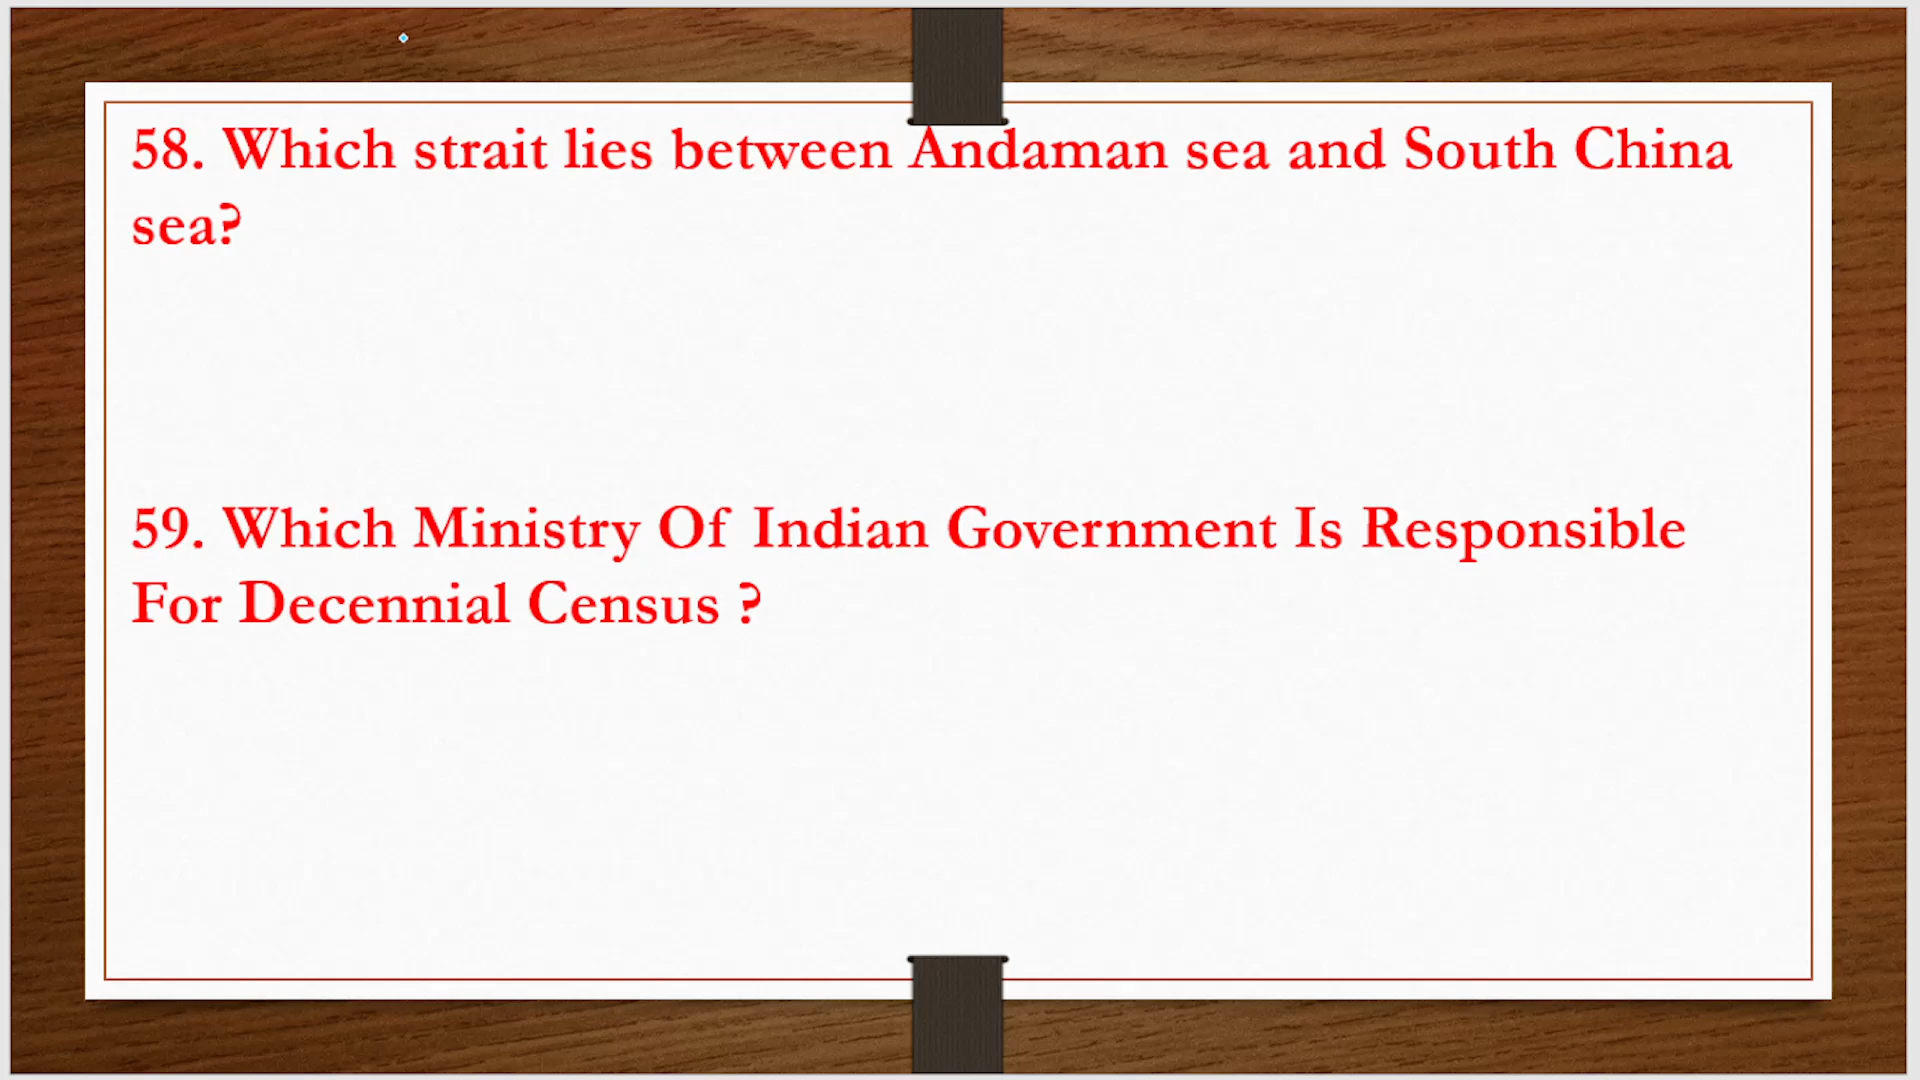 58. Which strait lies between Andaman sea and South China
sea?
59. Which Ministry Of Indian Government Is Responsible
For Decennial Census ?